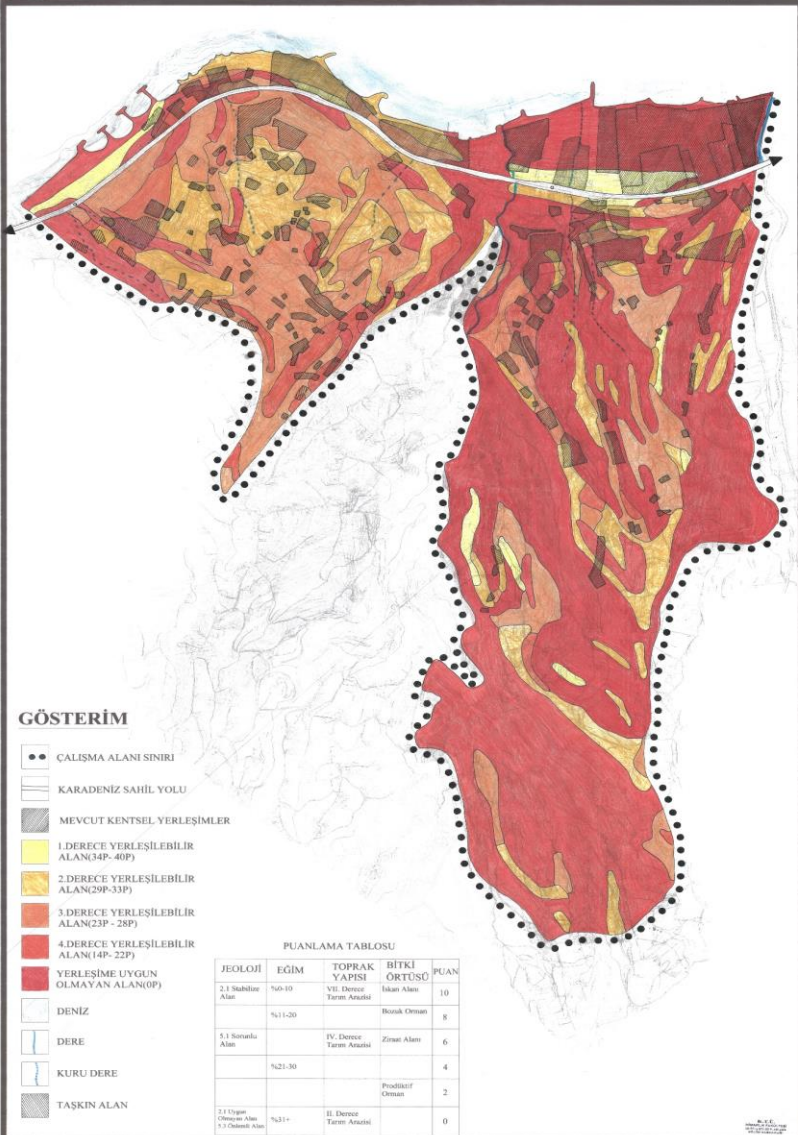 GÖSTERİM
ÇALIŞMA ALANI SINIRI
KARADENİZ SAHİL YOLU
MEVCUT KENTSEL YERLEŞİMLER
1.DERECE YERLEŞİLEBİLİR
ALAN(34P- 40P)
2.DERECE YERLEŞİLEBİLİR
ALAN(29P-33P)
3.DERECE YERLEŞİLEBİLİR
ALAN(23P - 28P)
4.DERECE YERLEŞİLEBİLİR
ALAN(14P- 22P)
YERLEŞİME UYGUN
OLMAYAN ALAN(0P)
DENİZ
DERE
KURU DERE
TAŞKIN ALAN
PUANLAMA TABLOSU
JEOLOJİ EĞİM TOPRAK YAPISI BİTKİ ÖRTÜSÜ PUAN
2.1 Stabilize Alan %0-10 VII. Derece Tarım Arazisi İskan Alanı 10
%11-20 Bozuk Orman 8
5.1 Sorunlu Alan IV. Derece Tarım Arazisi Ziraat Alanı 6
%21-30 4
Prodüktif Orman 2
2.1 Uygun Olmayan Alan 5.1 Önlemli Alan %31+ II. Derece Tarım Arazisi 0